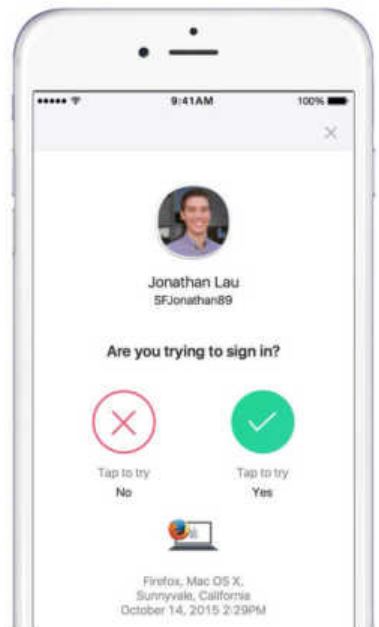 9:41AM 100%
Jonathan Lau
SFJonathan89
Are you trying to sign in?
Tap to try Tap to try
No Yes
Firefox, Mac OS X,
Sunnyvale, California
October 14, 2015 2:29PM